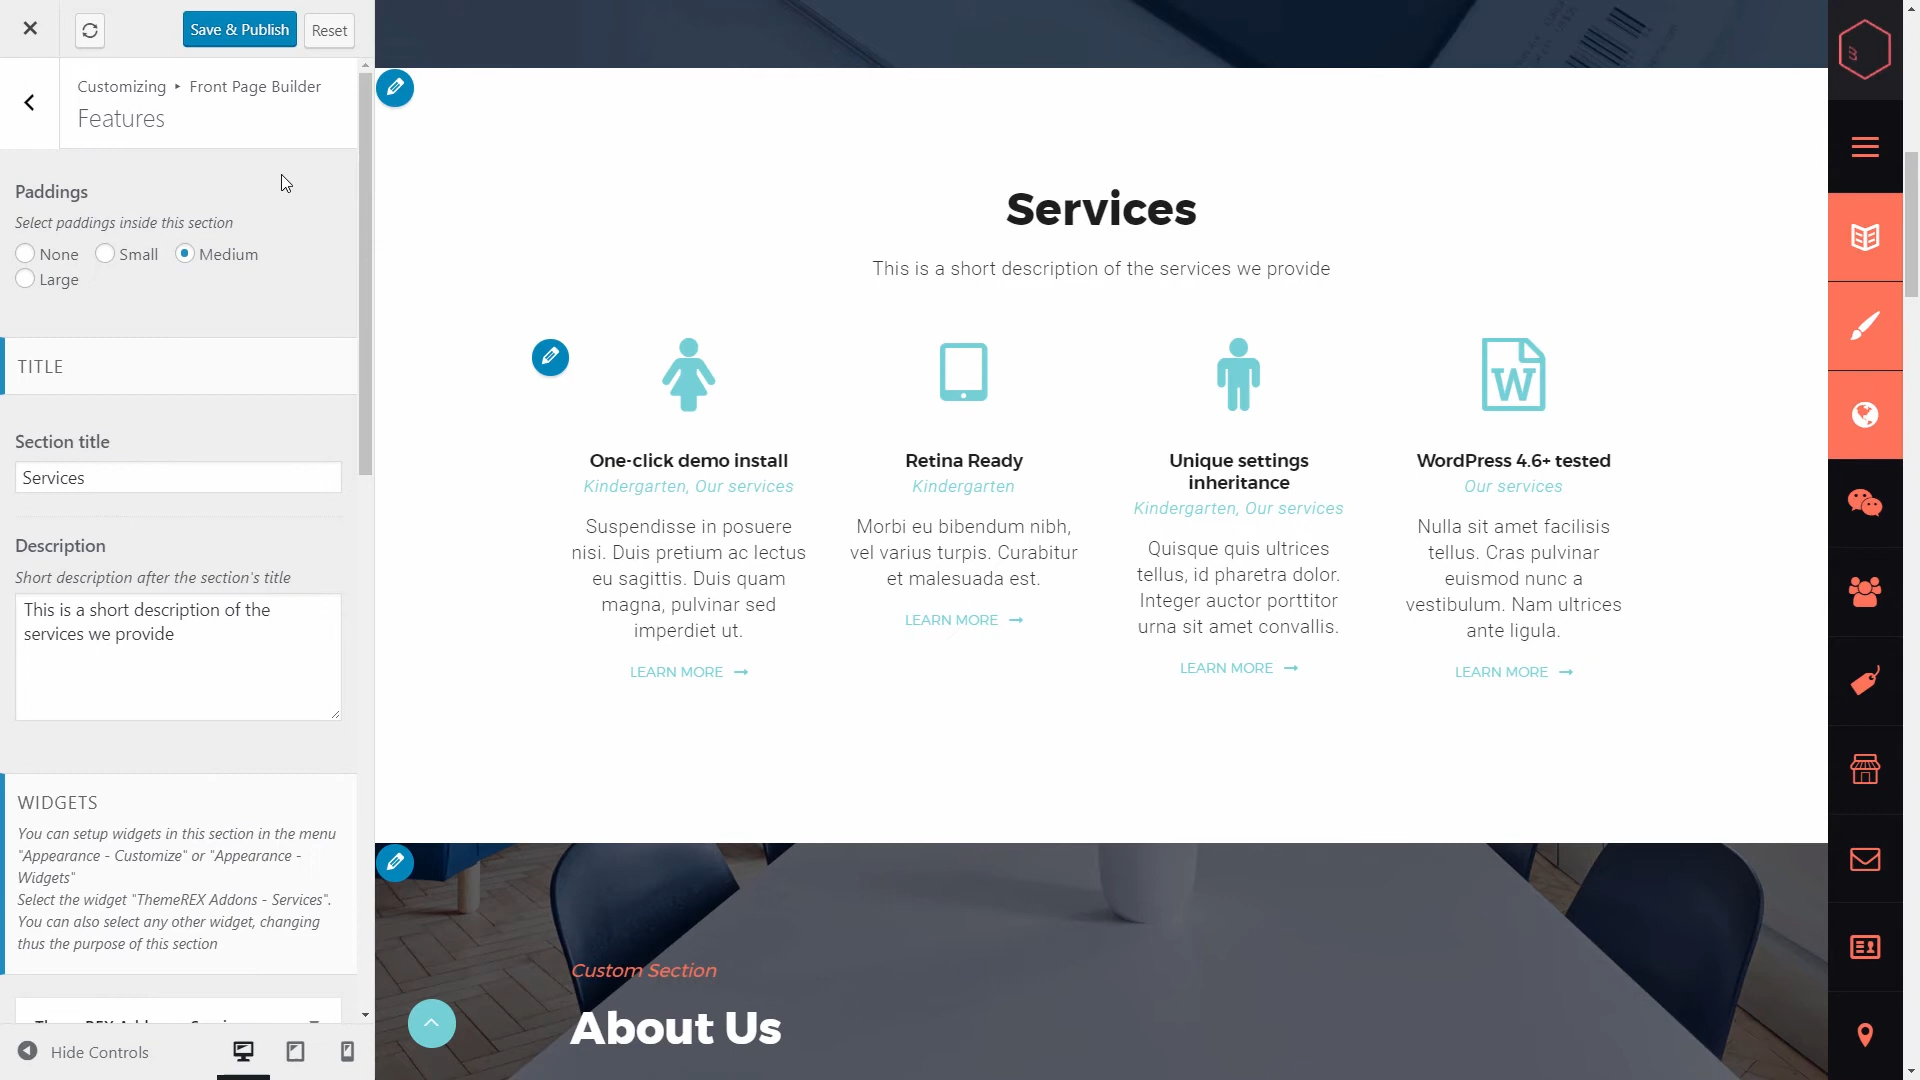 Save & Publish
Reset
Customizing ▸ Front Page Builder
Features
Paddings
Select paddings inside this section
None Small Medium
Large
TITLE
Section title
Services
Description
Short description after the section's title
This is a short description of the
services we provide
WIDGETS
You can setup widgets in this section in the menu
"Appearance - Customize" or "Appearance -
Widgets"
Select the widget "ThemeREX Addons - Services".
You can also select any other widget, changing
thus the purpose of this section
Hide Controls
Services
This is a short description of the services we provide
One-click demo install
Kindergarten, Our services
Suspendisse in posuere
nisi. Duis pretium ac lectus
eu sagittis. Duis quam
magna, pulvinar sed
imperdiet ut.
LEARN MORE
Retina Ready
Kindergarten
Morbi eu bibendum nibh,
vel varius turpis. Curabitur
et malesuada est.
LEARN MORE
Unique settings
inheritance
Kindergarten, Our services
Quisque quis ultrices
tellus, id pharetra dolor.
Integer auctor porttitor
urna sit amet convallis.
LEARN MORE
W
WordPress 4.6+ tested
Our services
Nulla sit amet facilisis
tellus. Cras pulvinar
euismod nunc a
vestibulum. Nam ultrices
ante ligula.
LEARN MORE
Custom Section
About Us